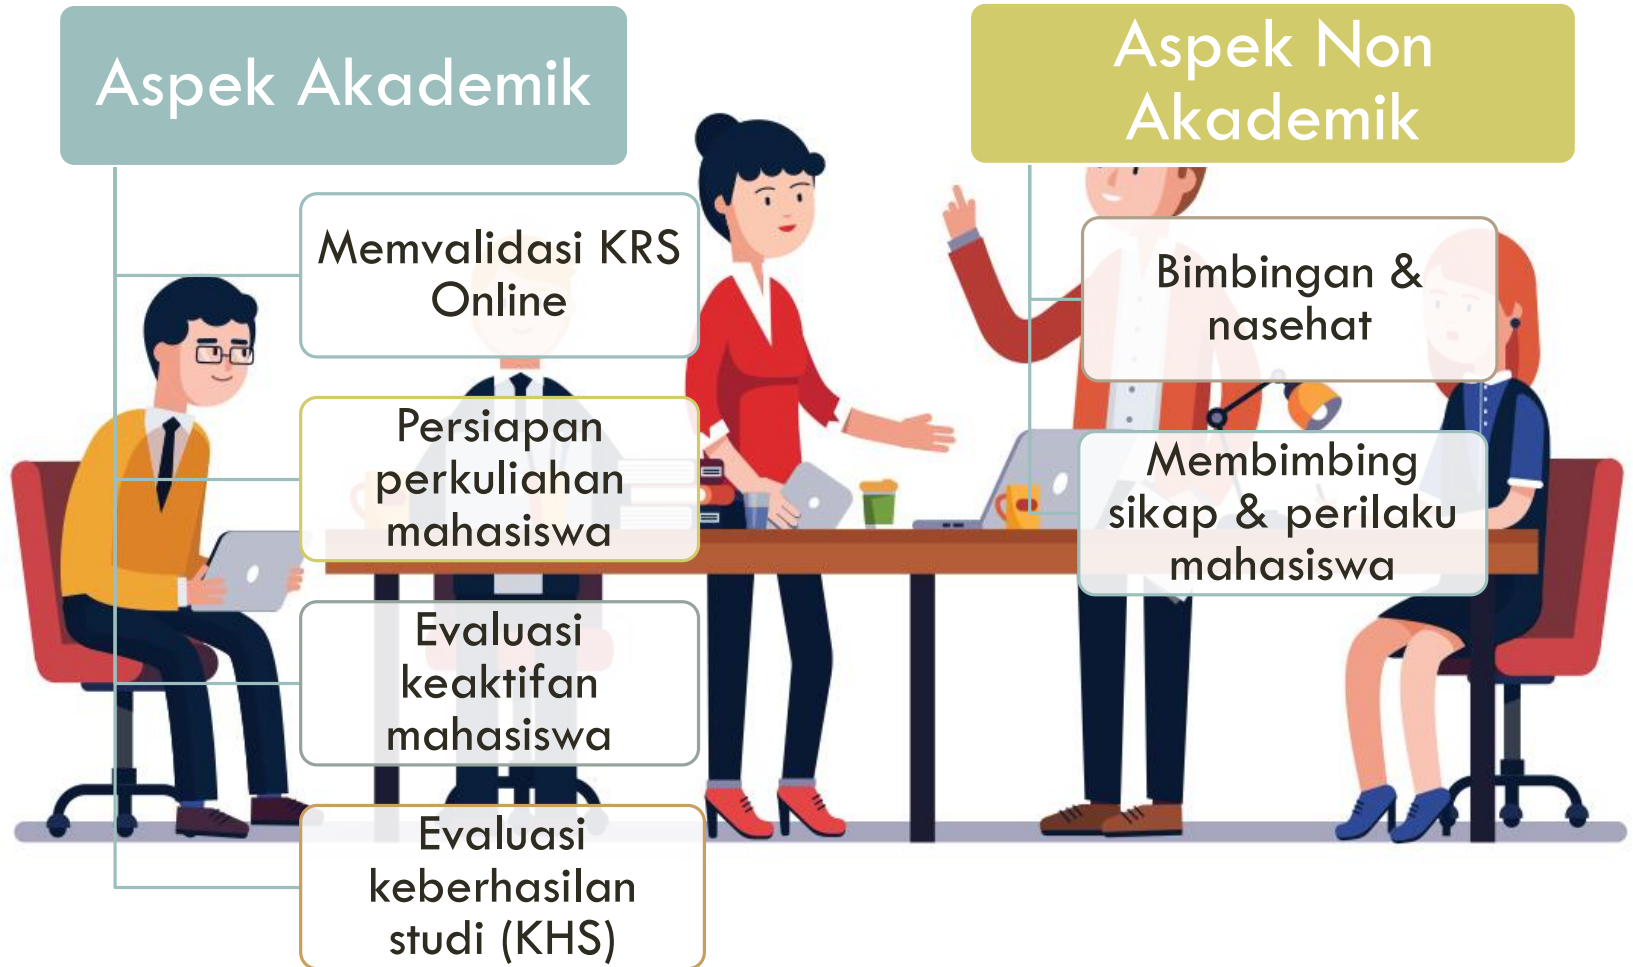 Aspek Akademik
Memvalidasi KRS
Online
Persiapan
perkuliahan
mahasiswa
Evaluasi
keaktifan
mahasiswa
Evaluasi
keberhasilan
studi (KHS)
Aspek Non
Akademik
Bimbingan &
nasehat
Membimbing
sikap & perilaku
mahasiswa